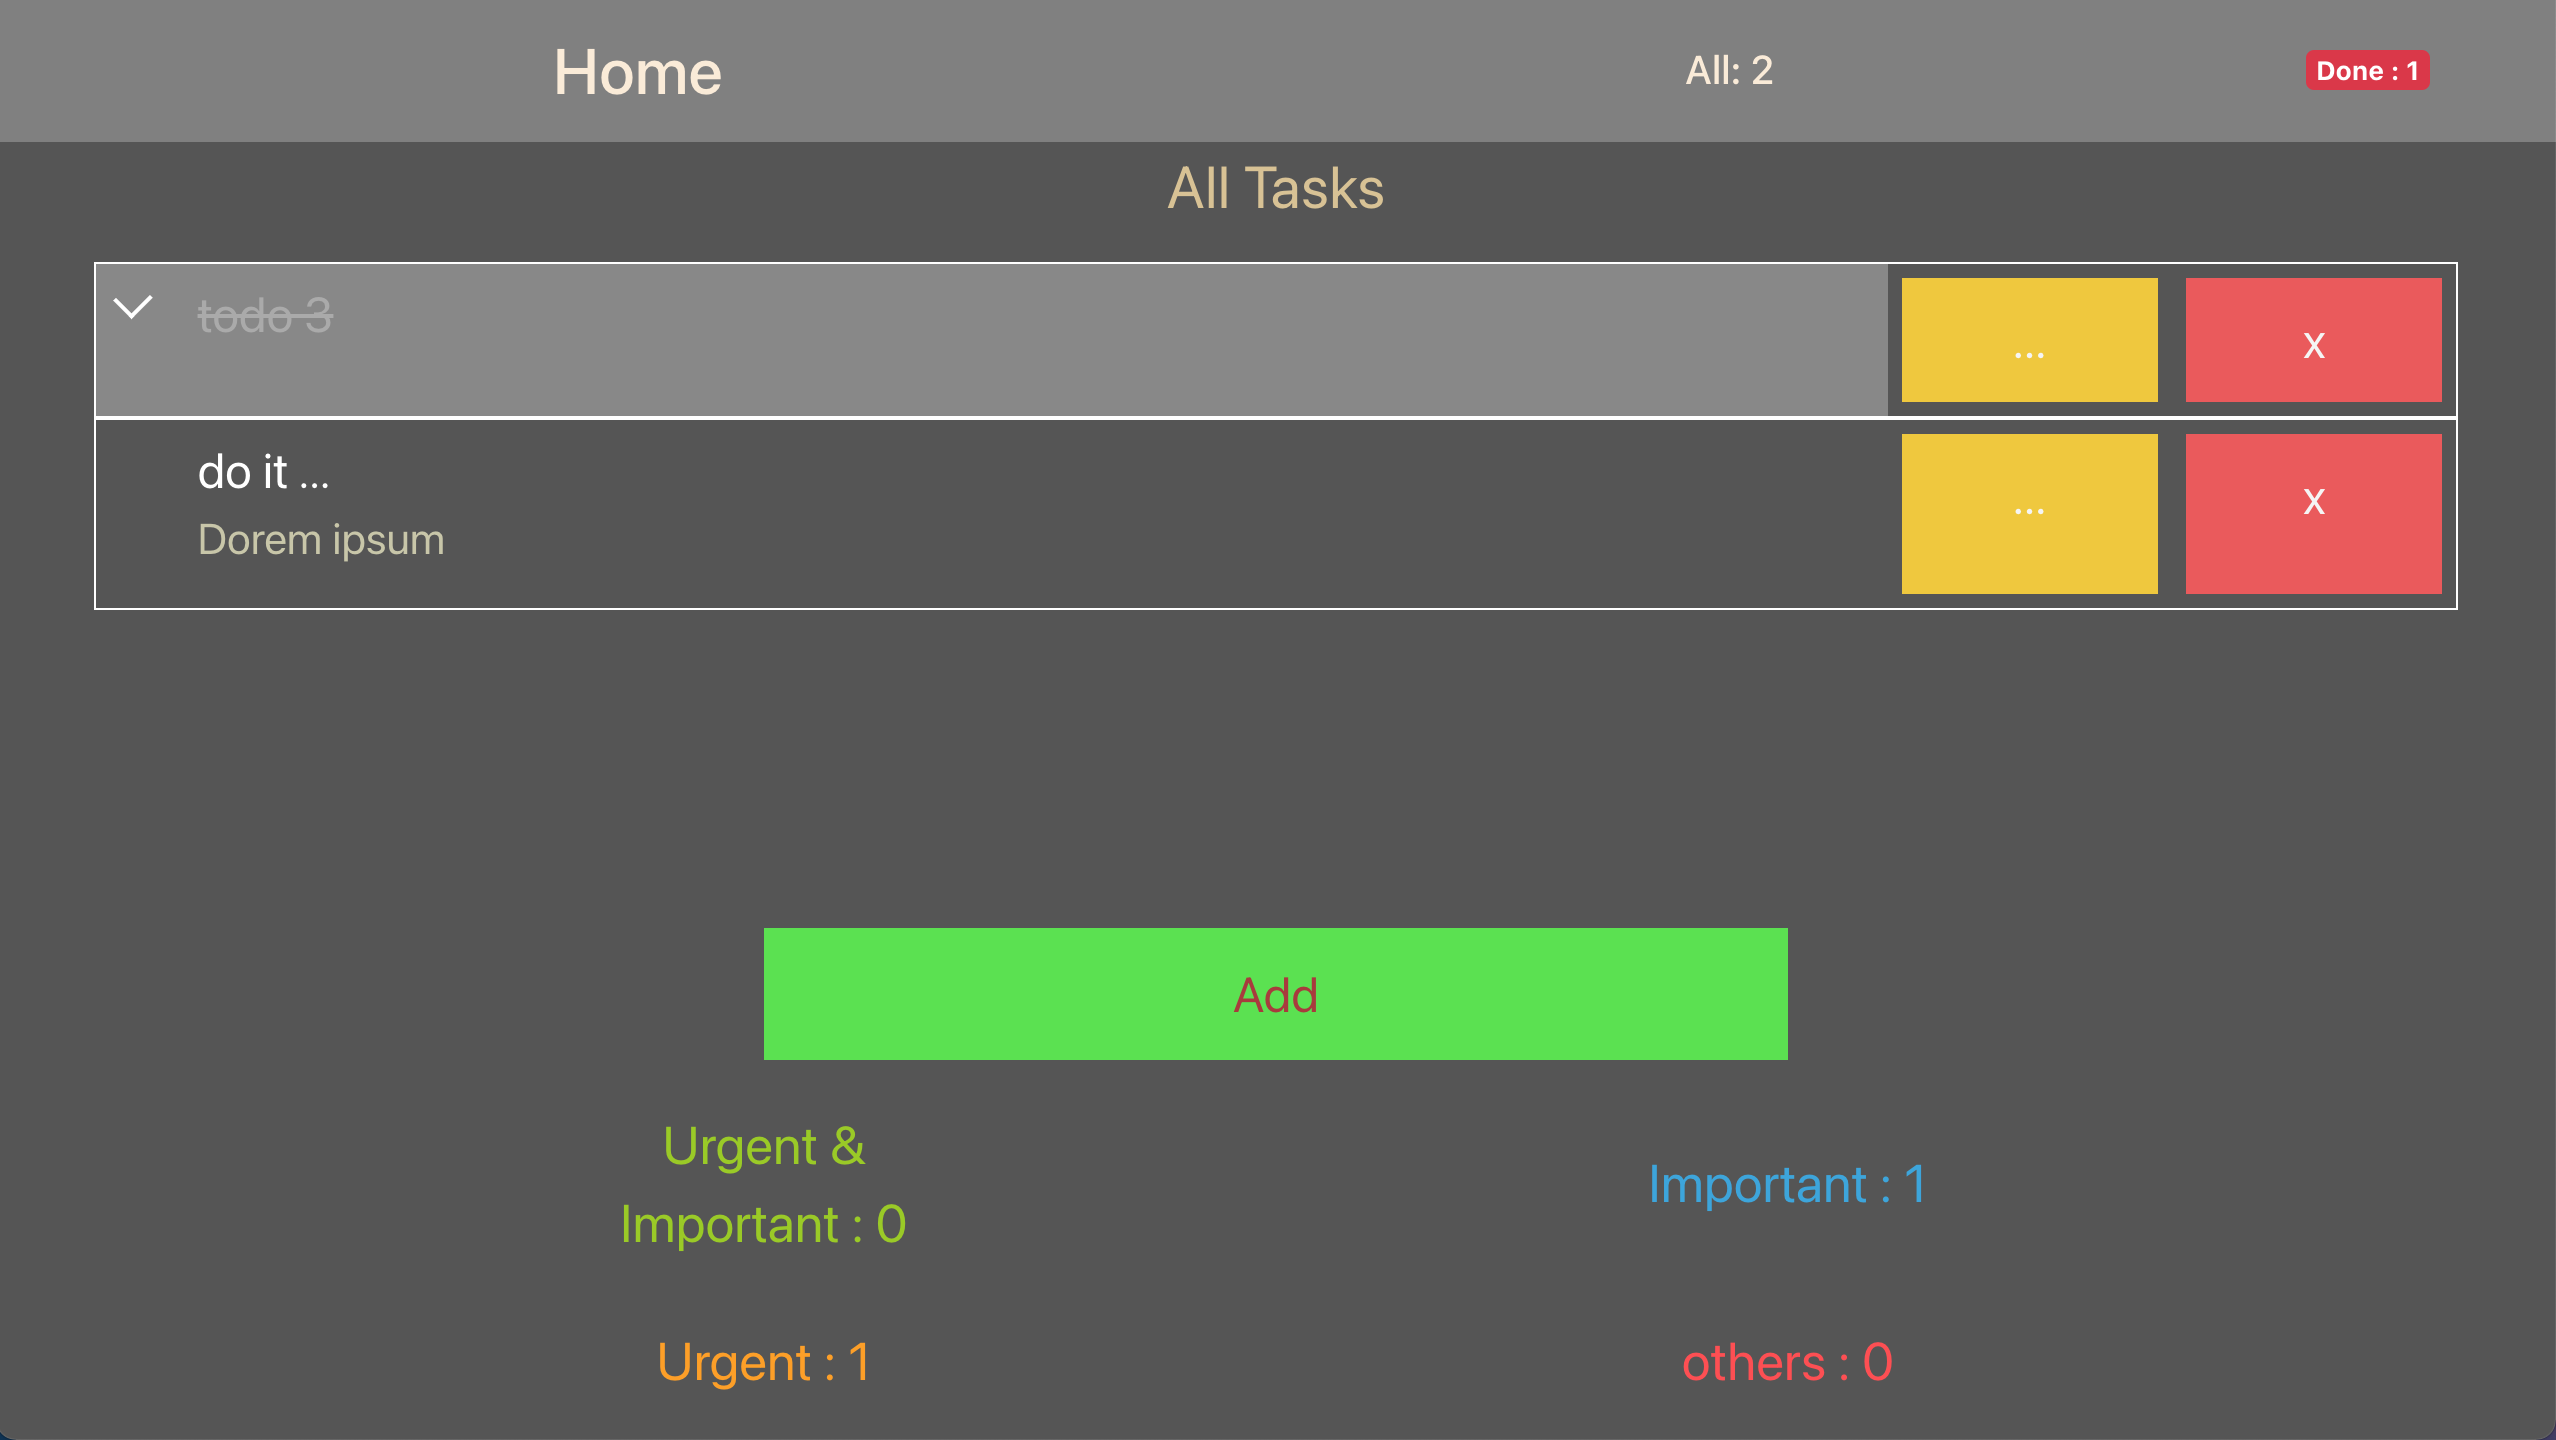 Home
All: 2
Done : 1
All Tasks
todo 3
...
x
do it ...
Dorem ipsum
...
x
Add
Urgent &
Important : 0
Important : 1
Urgent : 1
others : 0